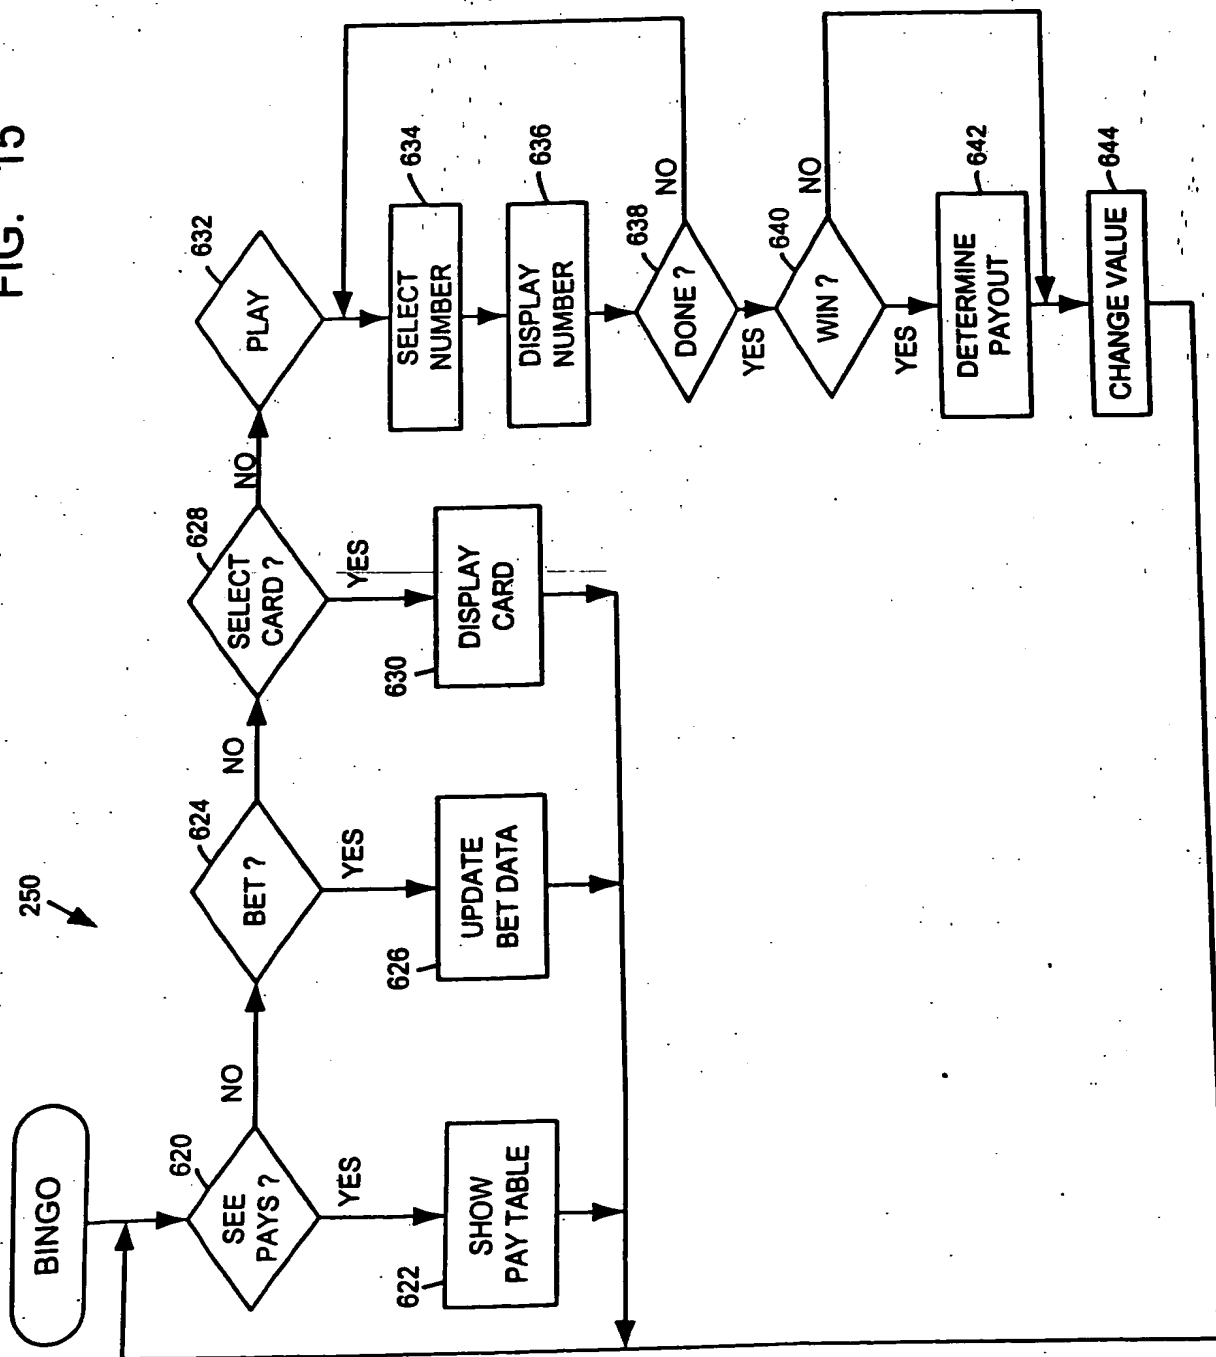 FIG. 15
250
BINGO
620
SEE
PAYS ?
NO
YES
622
SHOW
PAY TABLE
624
BET ?
NO
YES
626
UPDATE
BET DATA
628
SELECT
CARD ?
NO
YES
630
DISPLAY
CARD
632
PLAY
634
SELECT
NUMBER
636
DISPLAY
NUMBER
638
DONE ?
NO
YES
640
WIN ?
NO
YES
642
DETERMINE
PAYOUT
644
CHANGE VALUE